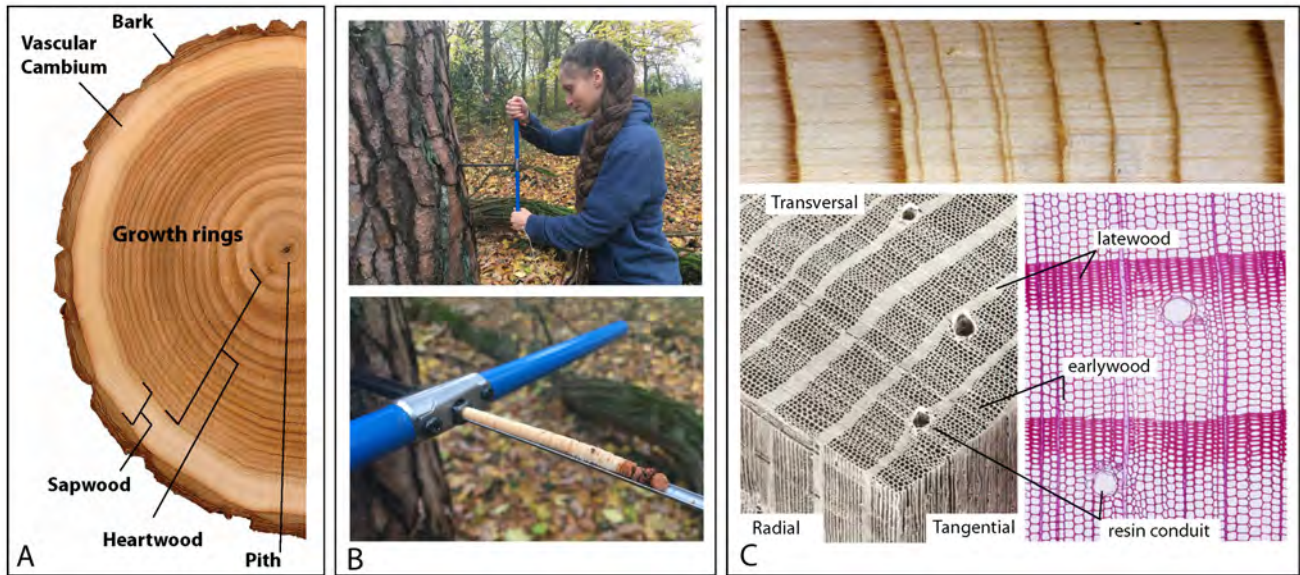 Bark
Vascular
Cambium
Growth rings
Sapwood
Heartwood
Pith
A
B
Transversal
latewood
earlywood
Radial
Tangential
resin conduit
C